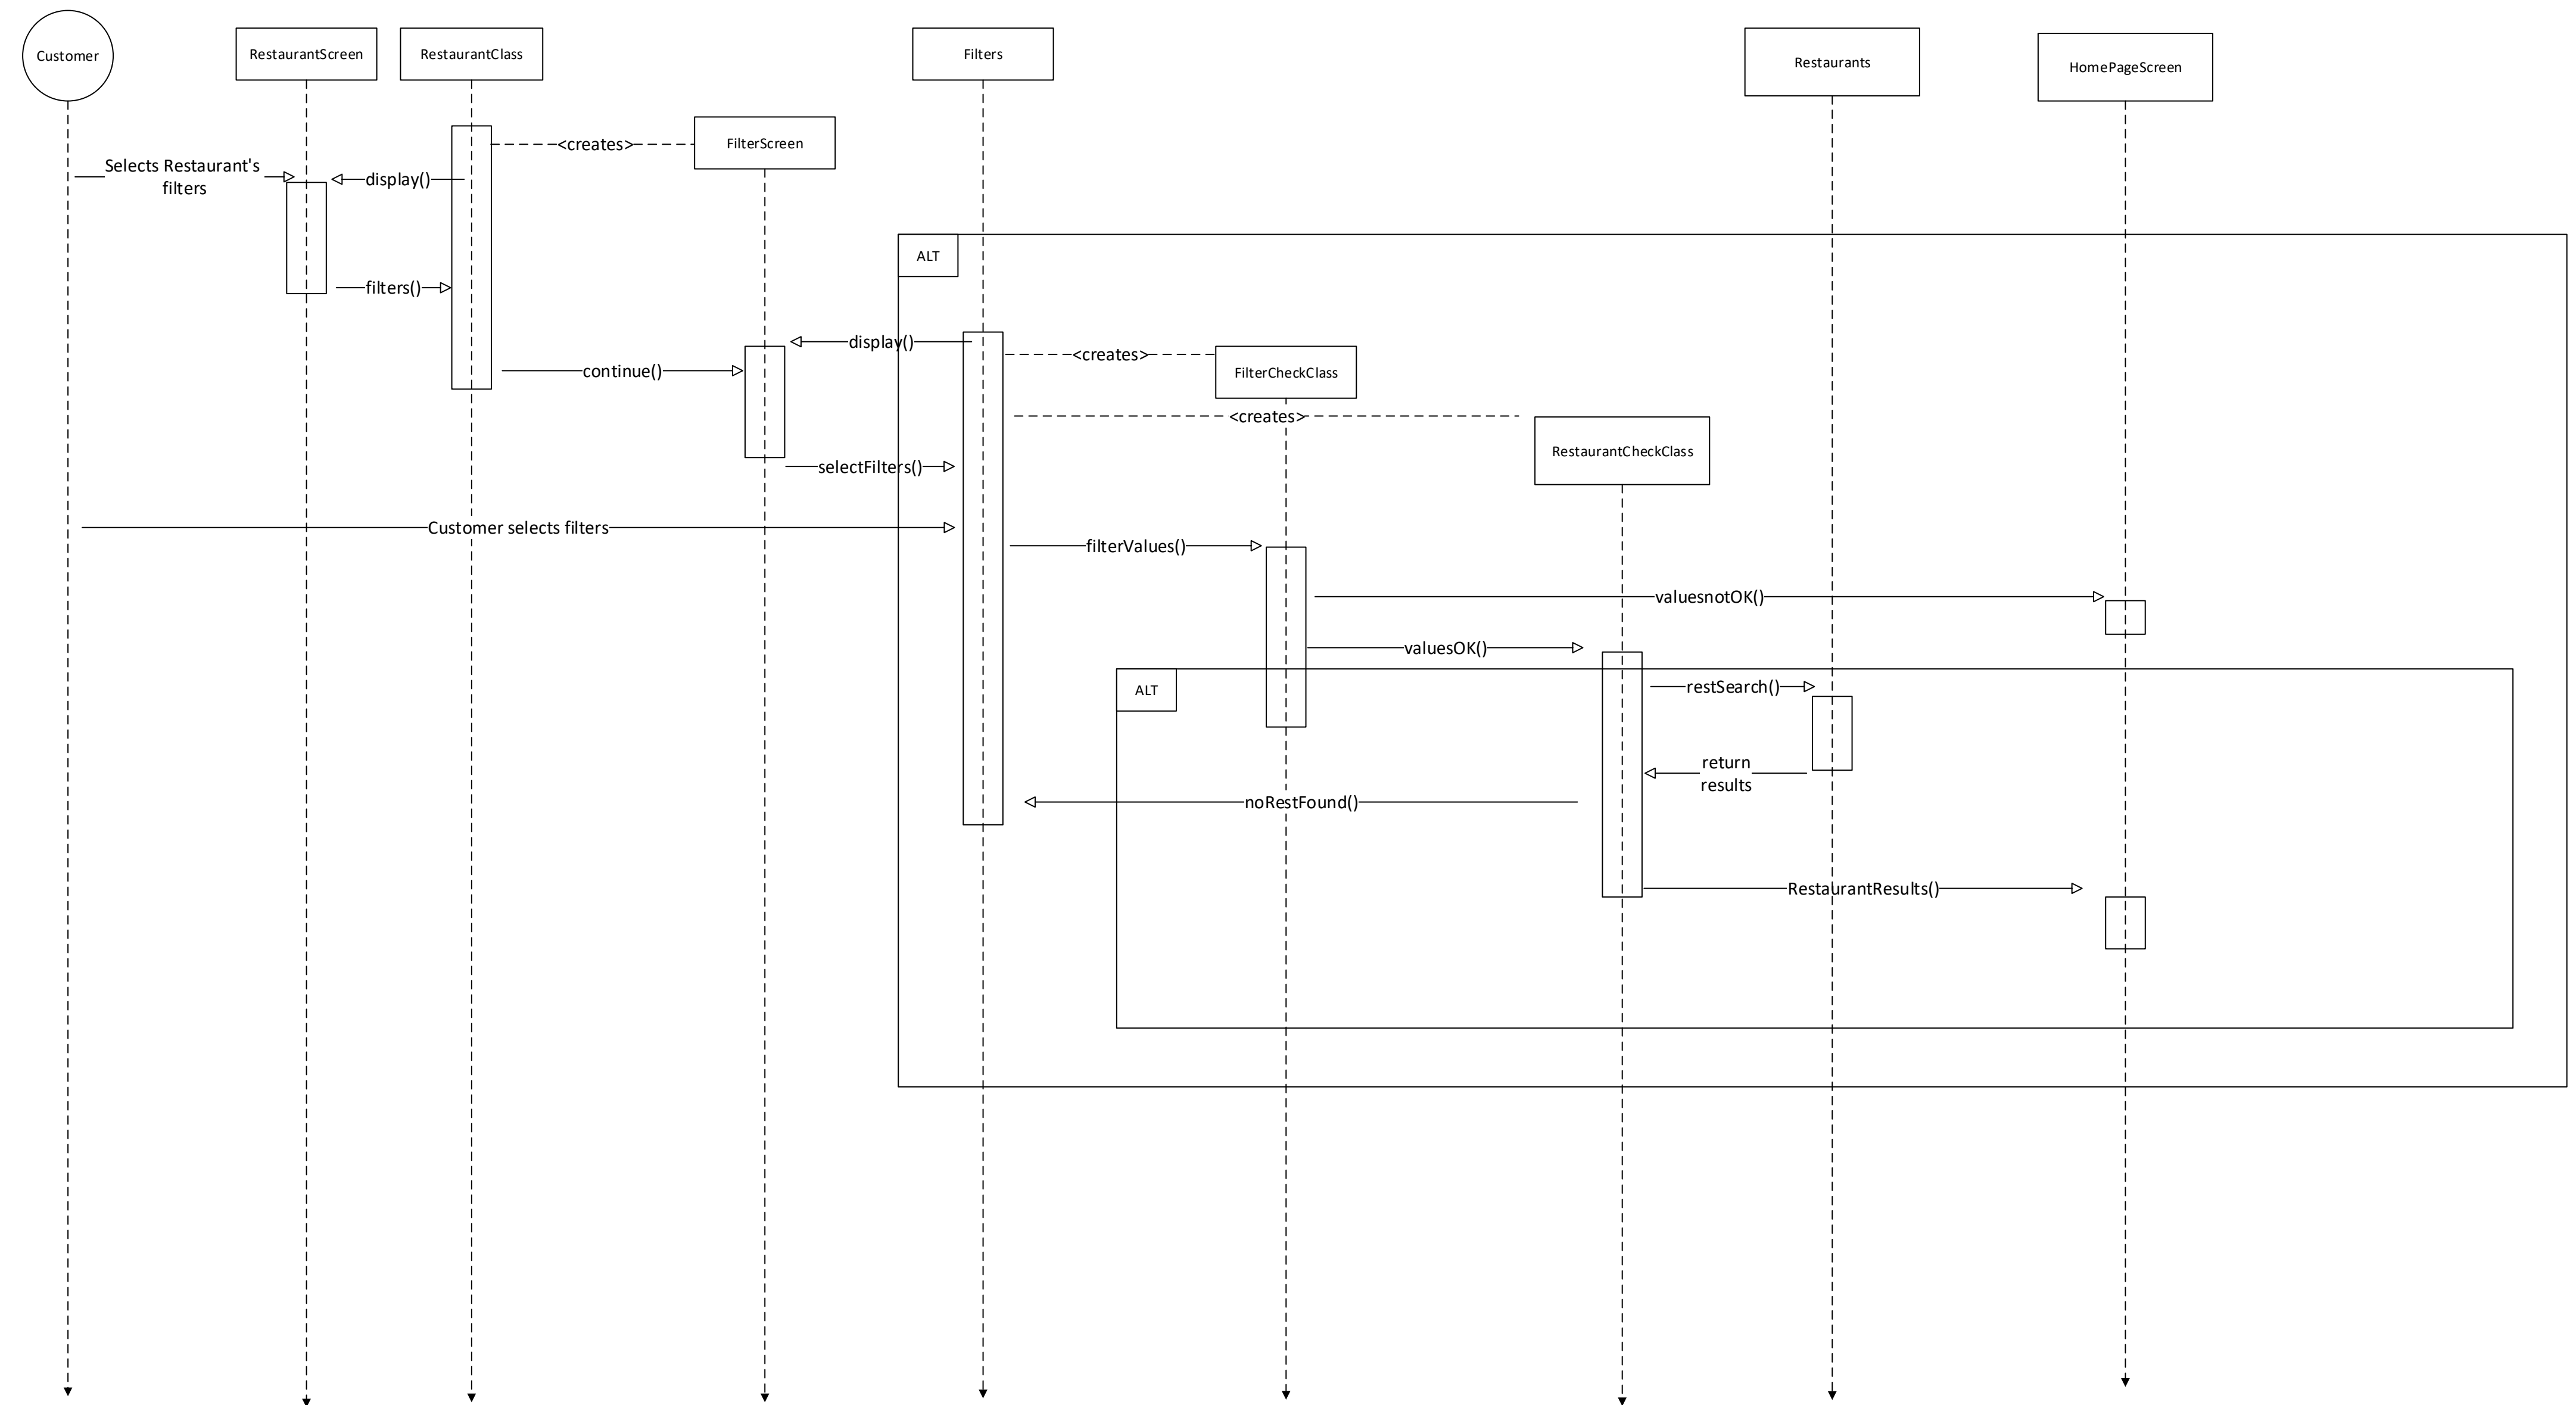 Customer
RestaurantScreen
RestaurantClass
Filters
Restaurants
HomePageScreen
<creates>
FilterScreen
Selects Restaurant's
filters
display()
ALT
filters()
display()
<creates>
continue()
FilterCheckClass
<creates>
RestaurantCheckClass
selectFilters()
Customer selects filters
filterValues()
valuesnotOK()
valuesOK()
ALT
restSearch()
return
results
noRestFound()
RestaurantResults()